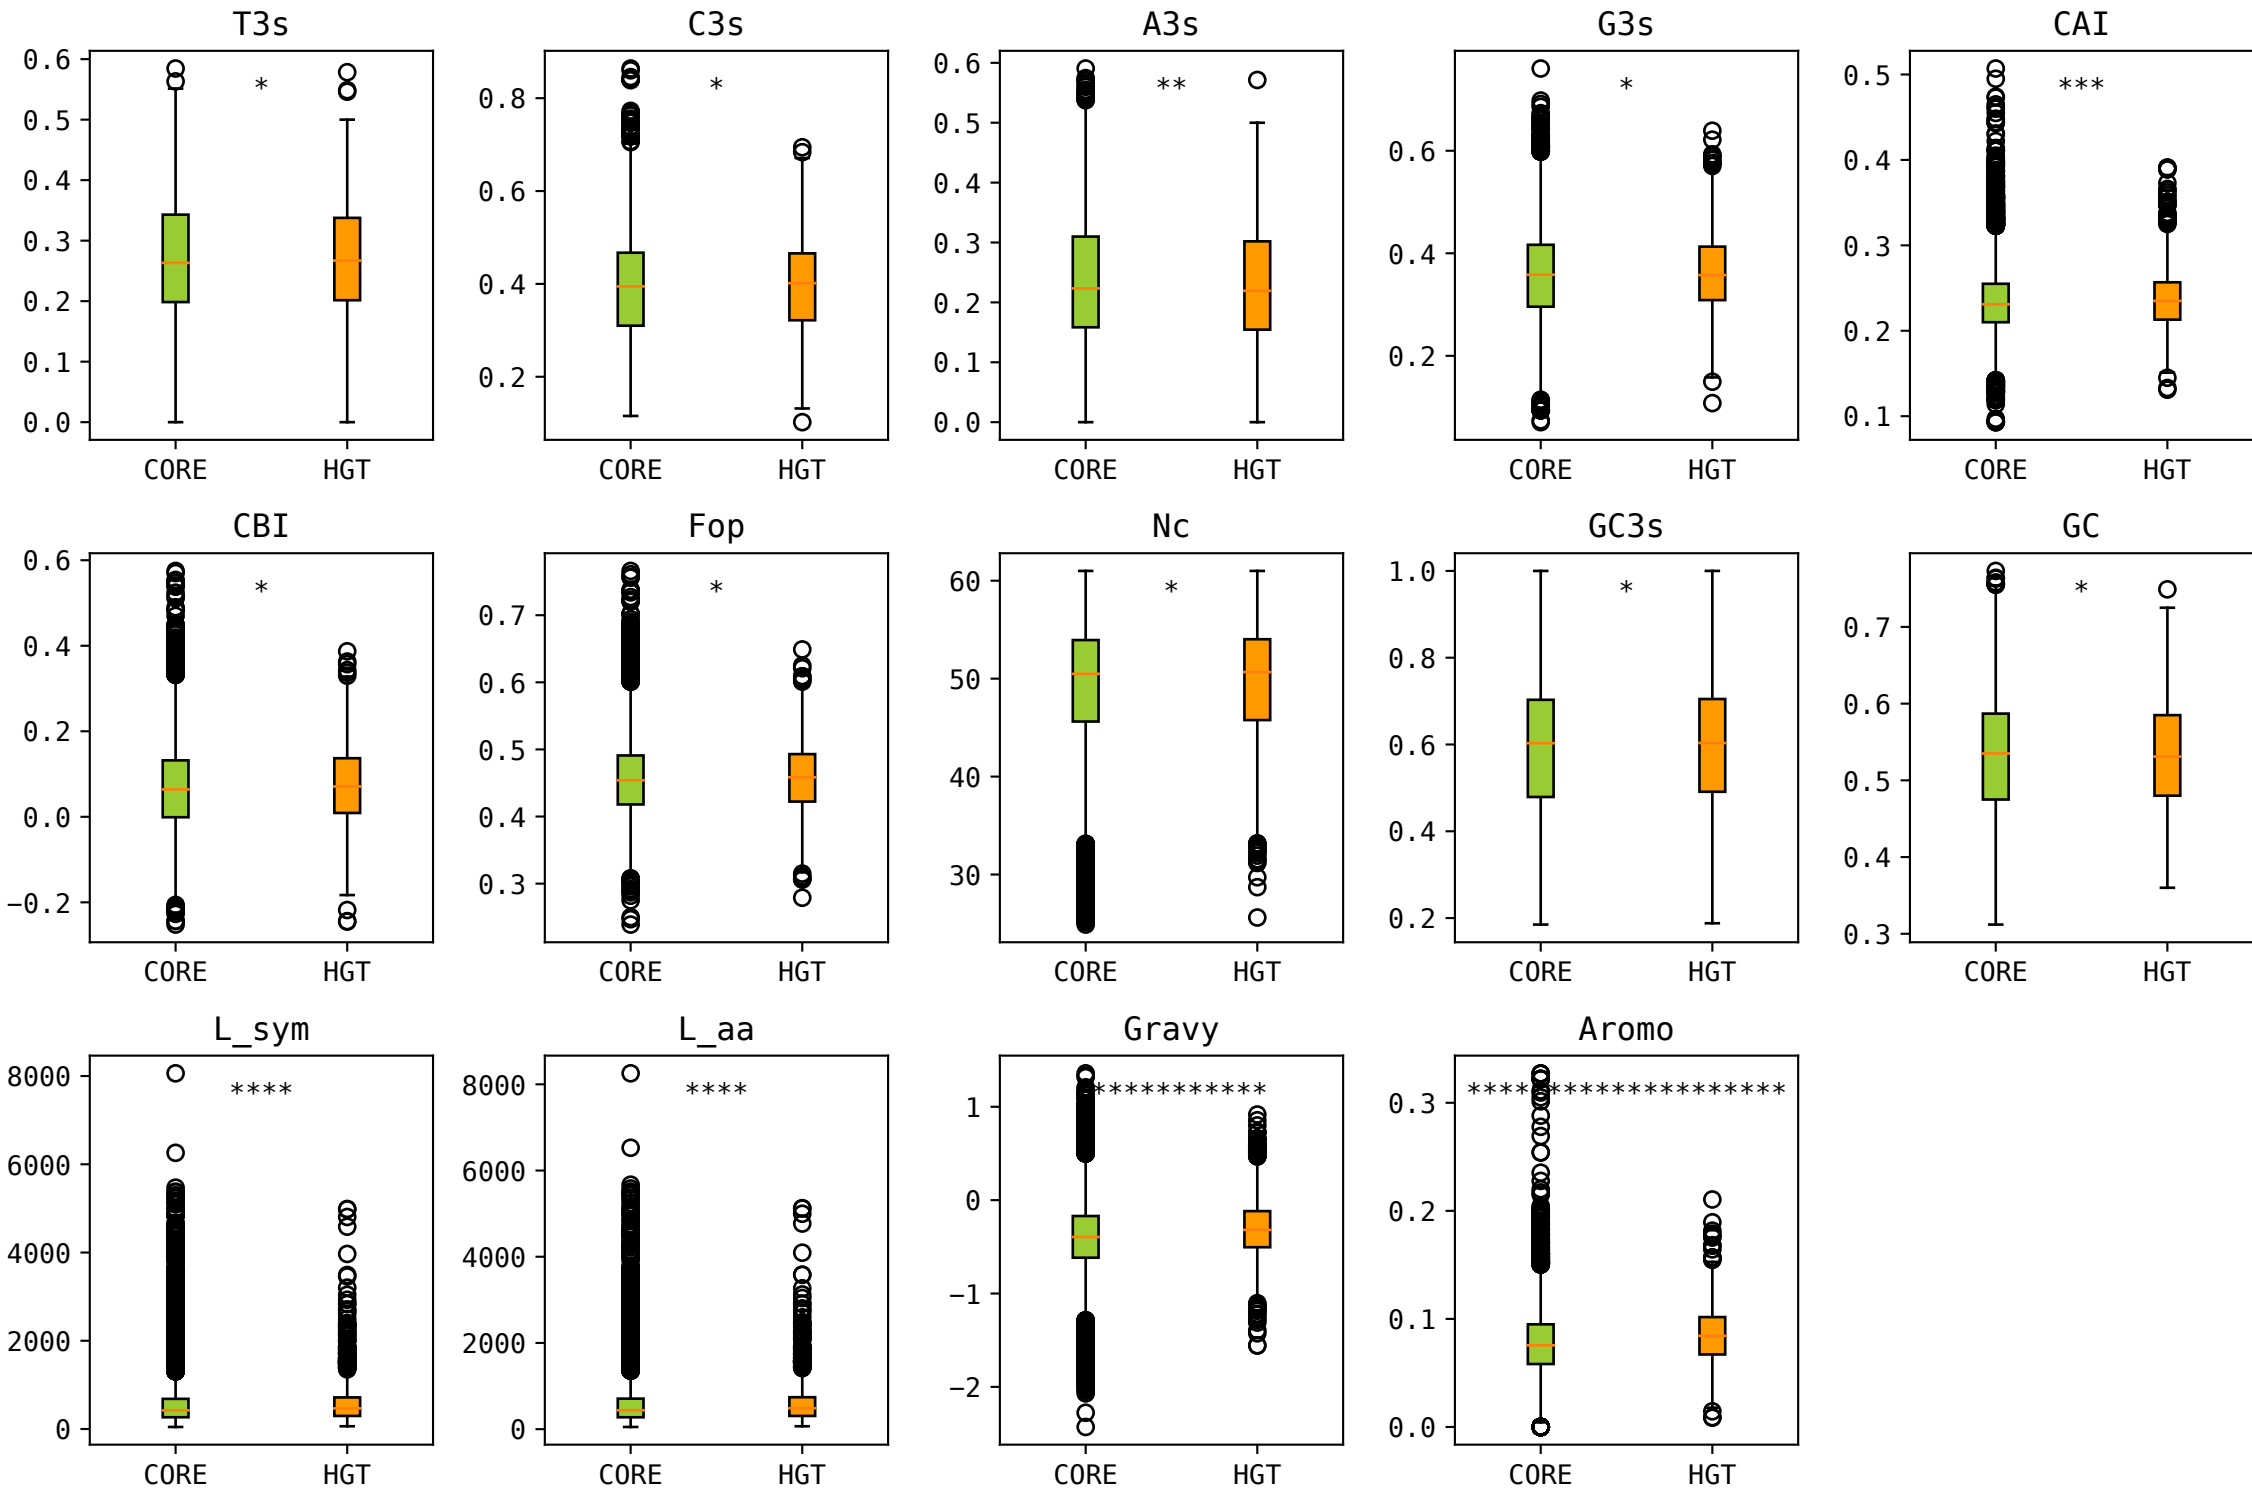 T3s
C3s
A3s
G3s
CAI
0.6
0.5
0.4
0.3
0.2
0.1
0.0
*
CORE HGT
0.8
0.6
0.4
0.2
*
CORE HGT
0.6
0.5
0.4
0.3
0.2
0.1
0.0
**
CORE HGT
0.6
0.4
0.2
*
CORE HGT
0.5
0.4
0.3
0.2
0.1
***
CORE HGT
CBI
Fop
Nc
GC3s
GC
0.6
0.4
0.2
0.0
−0.2
*
CORE HGT
0.7
0.6
0.5
0.4
0.3
*
CORE HGT
60
50
40
30
*
CORE HGT
1.0
0.8
0.6
0.4
0.2
*
CORE HGT
0.7
0.6
0.5
0.4
0.3
*
CORE HGT
L_sym
L_aa
Gravy
Aromo
8000
6000
4000
2000
0
****
CORE HGT
8000
6000
4000
2000
0
****
CORE HGT
1
0
−1
−2
************
CORE HGT
0.3
0.2
0.1
0.0
********************
CORE HGT